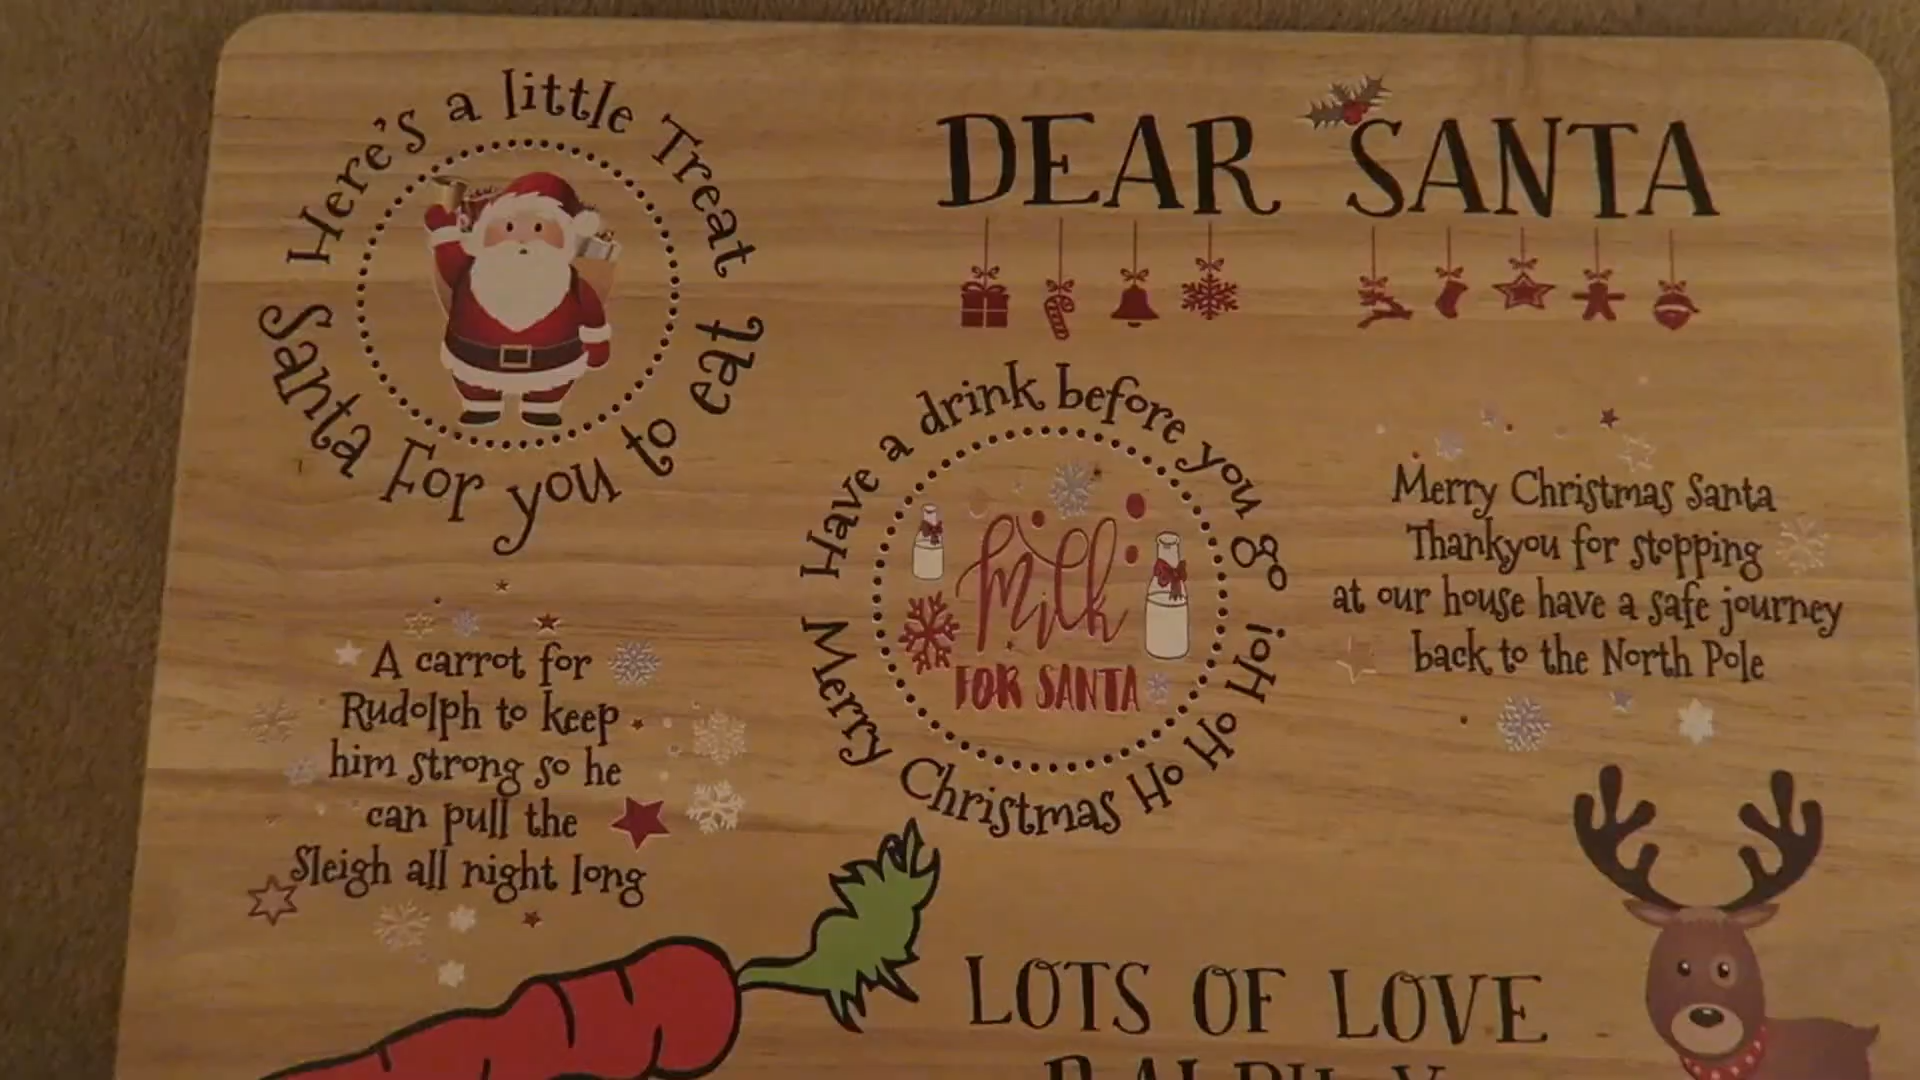 Here's a little Treat
Santa For you to eat
DEAR SANTA
Have a drink before you go
Merry Christmas Ho Ho Ho!
Milk
FOR SANTA
Merry Christmas Santa
Thankyou for stopping
at our house have a safe journey
back to the North Pole
A carrot for
Rudolph to keep
him strong so he
can pull the
Sleigh all night long
LOTS OF LOVE